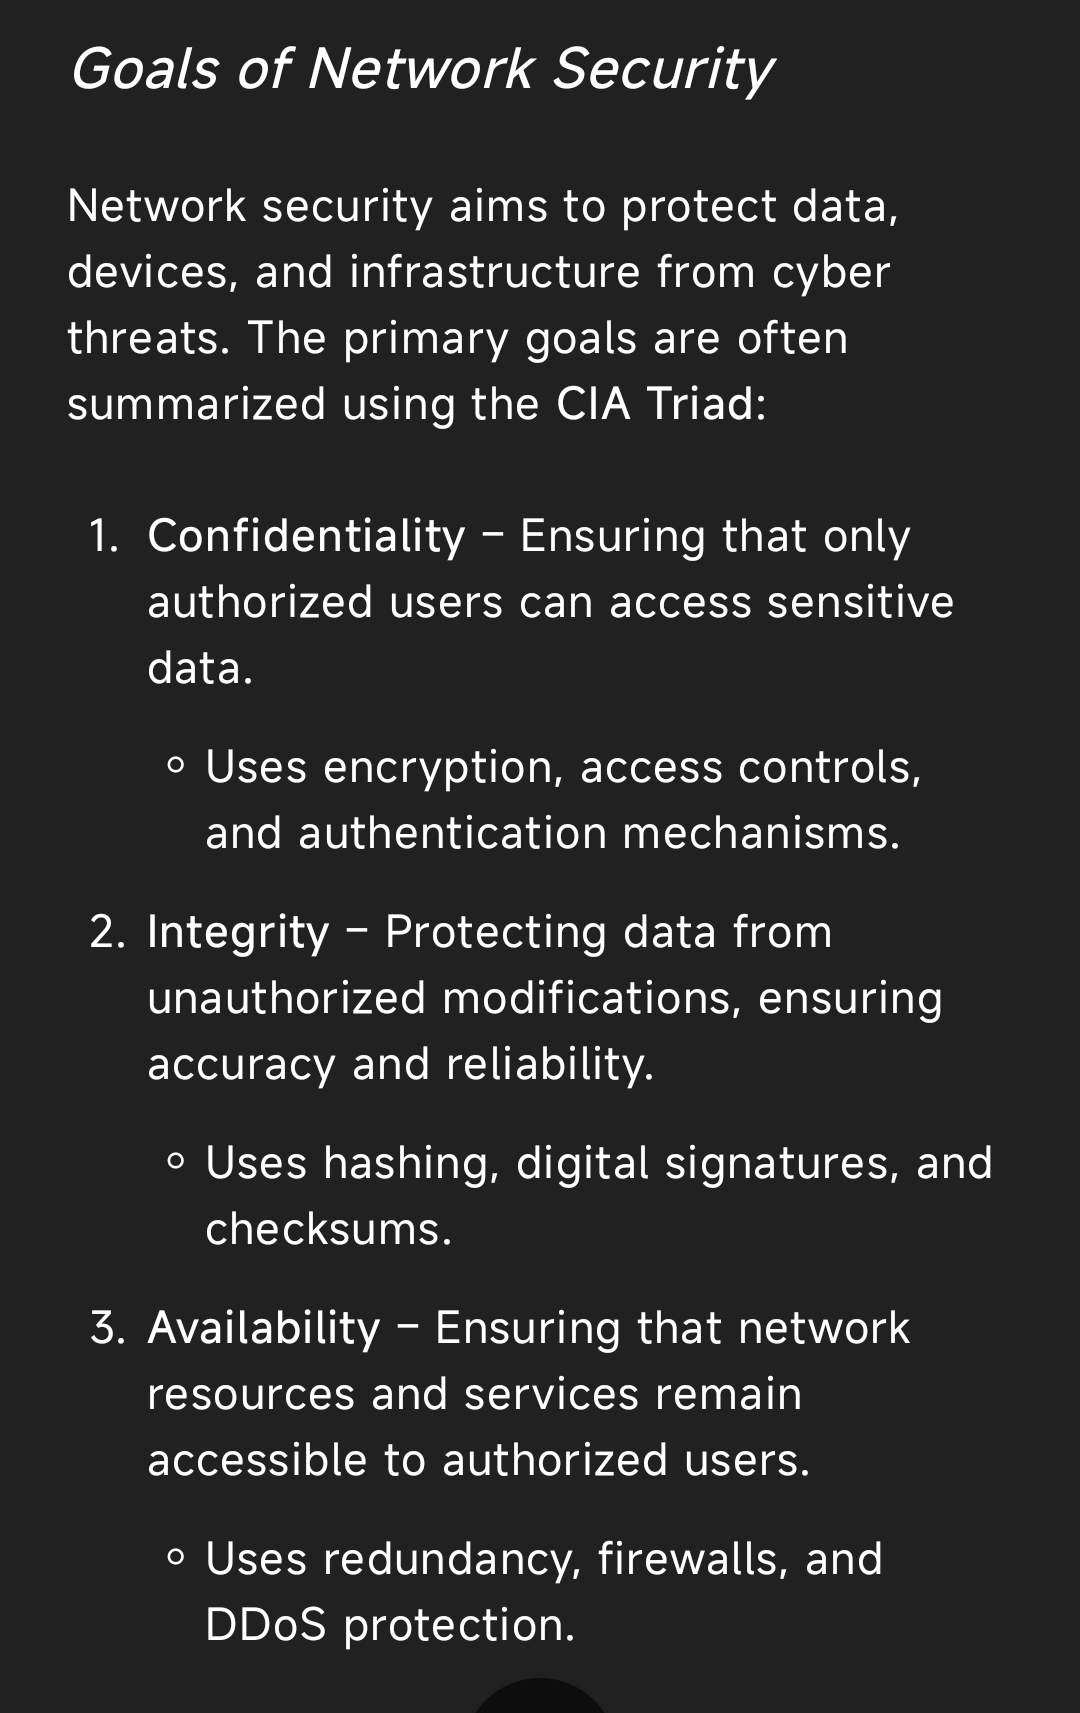 Goals of Network Security
Network security aims to protect data,
devices, and infrastructure from cyber
threats. The primary goals are often
summarized using the CIA Triad:
1. Confidentiality – Ensuring that only
authorized users can access sensitive
data.
◦ Uses encryption, access controls,
and authentication mechanisms.
2. Integrity – Protecting data from
unauthorized modifications, ensuring
accuracy and reliability.
◦ Uses hashing, digital signatures, and
checksums.
3. Availability – Ensuring that network
resources and services remain
accessible to authorized users.
◦ Uses redundancy, firewalls, and
DDoS protection.